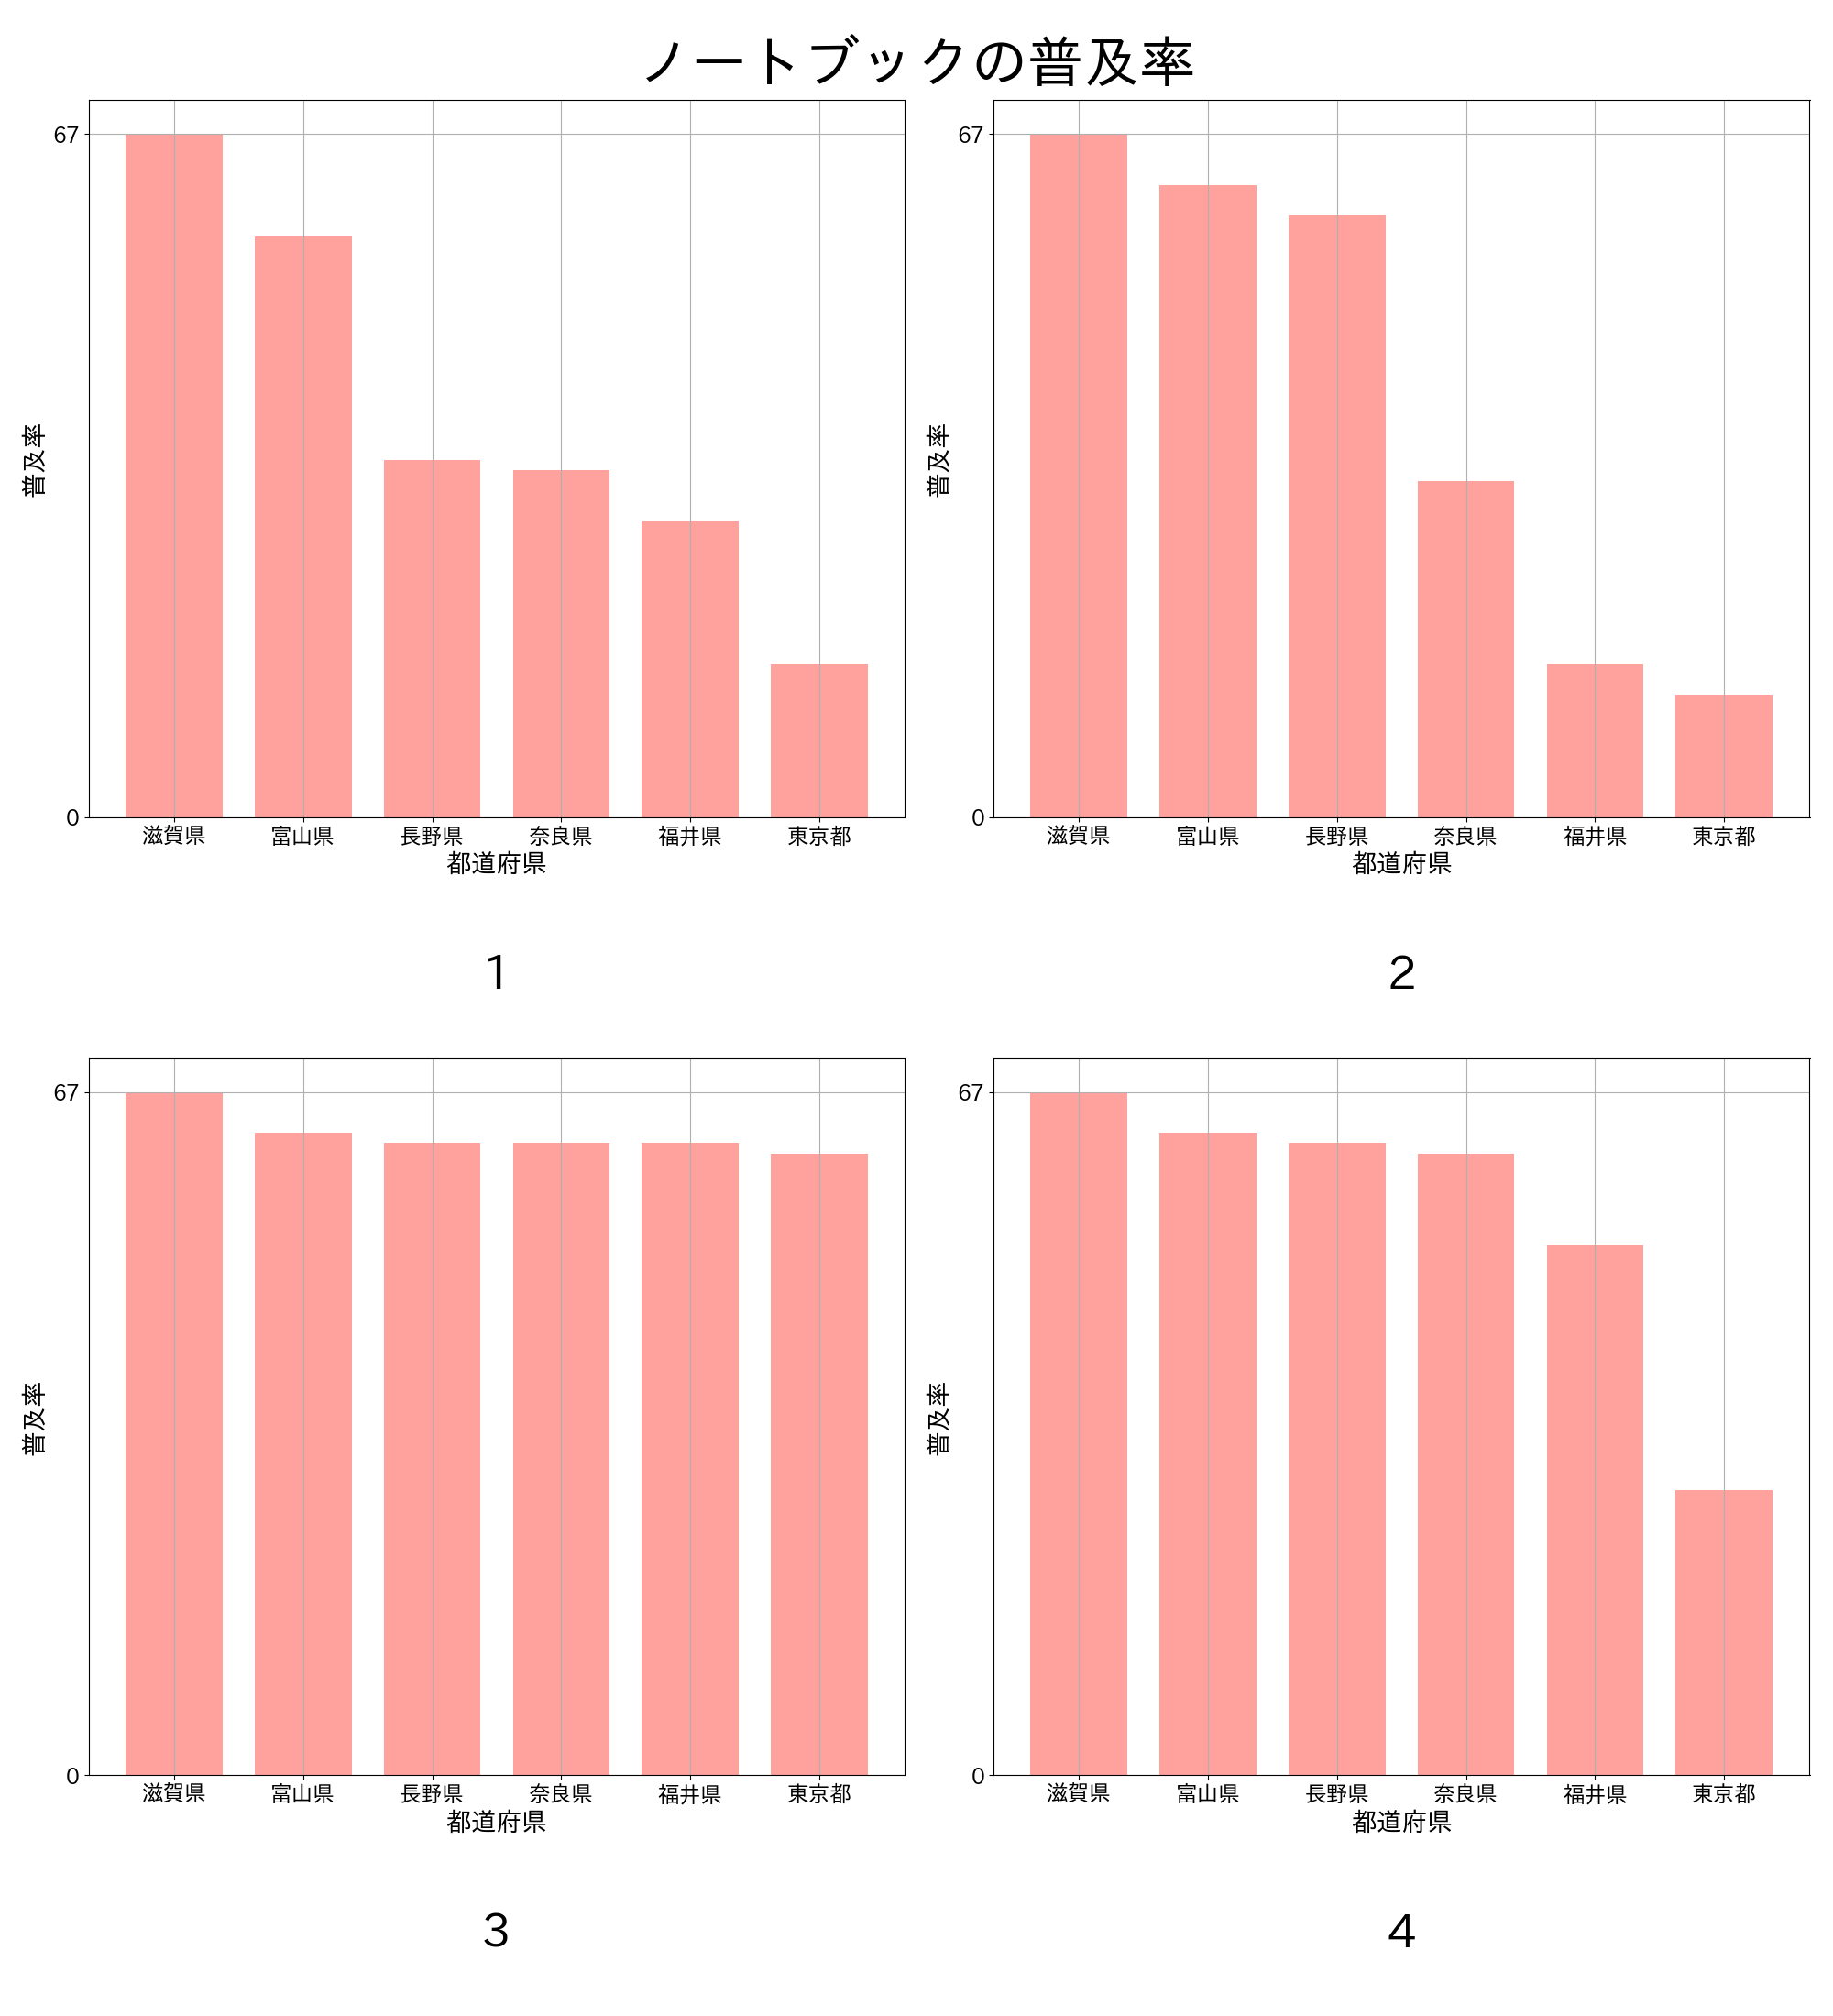 ノートブックの普及率
67
0
普及率
滋賀県 富山県 長野県 奈良県 福井県 東京都
都道府県
1
67
0
普及率
滋賀県 富山県 長野県 奈良県 福井県 東京都
都道府県
2
67
0
普及率
滋賀県 富山県 長野県 奈良県 福井県 東京都
都道府県
3
67
0
普及率
滋賀県 富山県 長野県 奈良県 福井県 東京都
都道府県
4